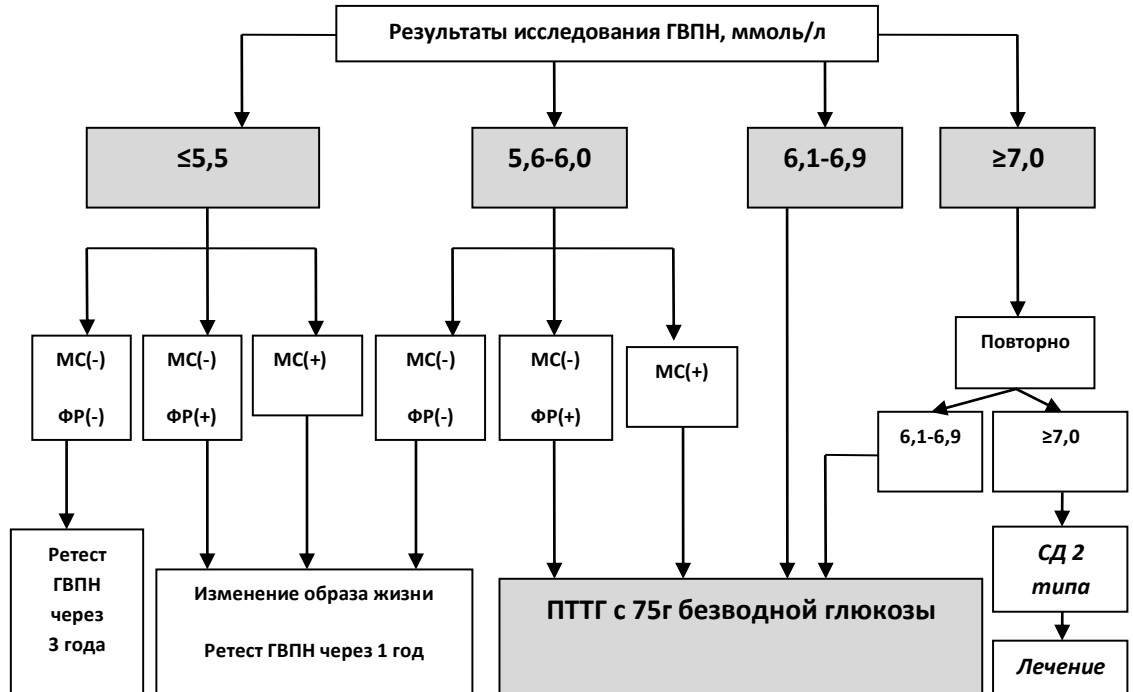 Результаты исследования ГВПН, ммоль/л
≤5,5
5,6-6,0
6,1-6,9
≥7,0
МС(-)
ФР(-)
МС(-)
ФР(+)
МС(+)
МС(-)
ФР(-)
МС(-)
ФР(+)
МС(+)
Повторно
6,1-6,9
≥7,0
Ретест
ГВПН
через
3 года
Изменение образа жизни
Ретест ГВПН через 1 год
ПТТГ с 75г безводной глюкозы
СД 2
типа
Лечение